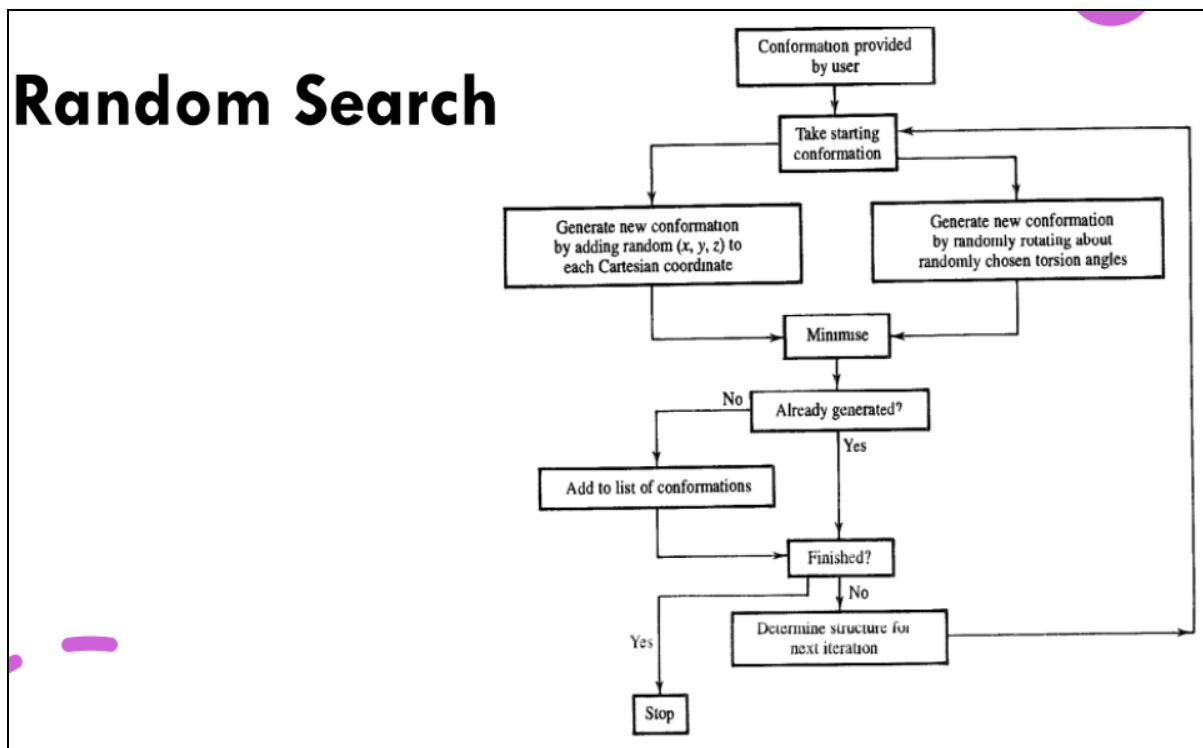 Random Search
Conformation provided
by user
Take starting
conformation
Generate new conformation
by adding random (x, y, z) to
each Cartesian coordinate
Generate new conformation
by randomly rotating about
randomly chosen torsion angles
Minimise
Already generated?
No
Yes
Add to list of conformations
Finished?
No
Yes
Determine structure for
next iteration
Stop